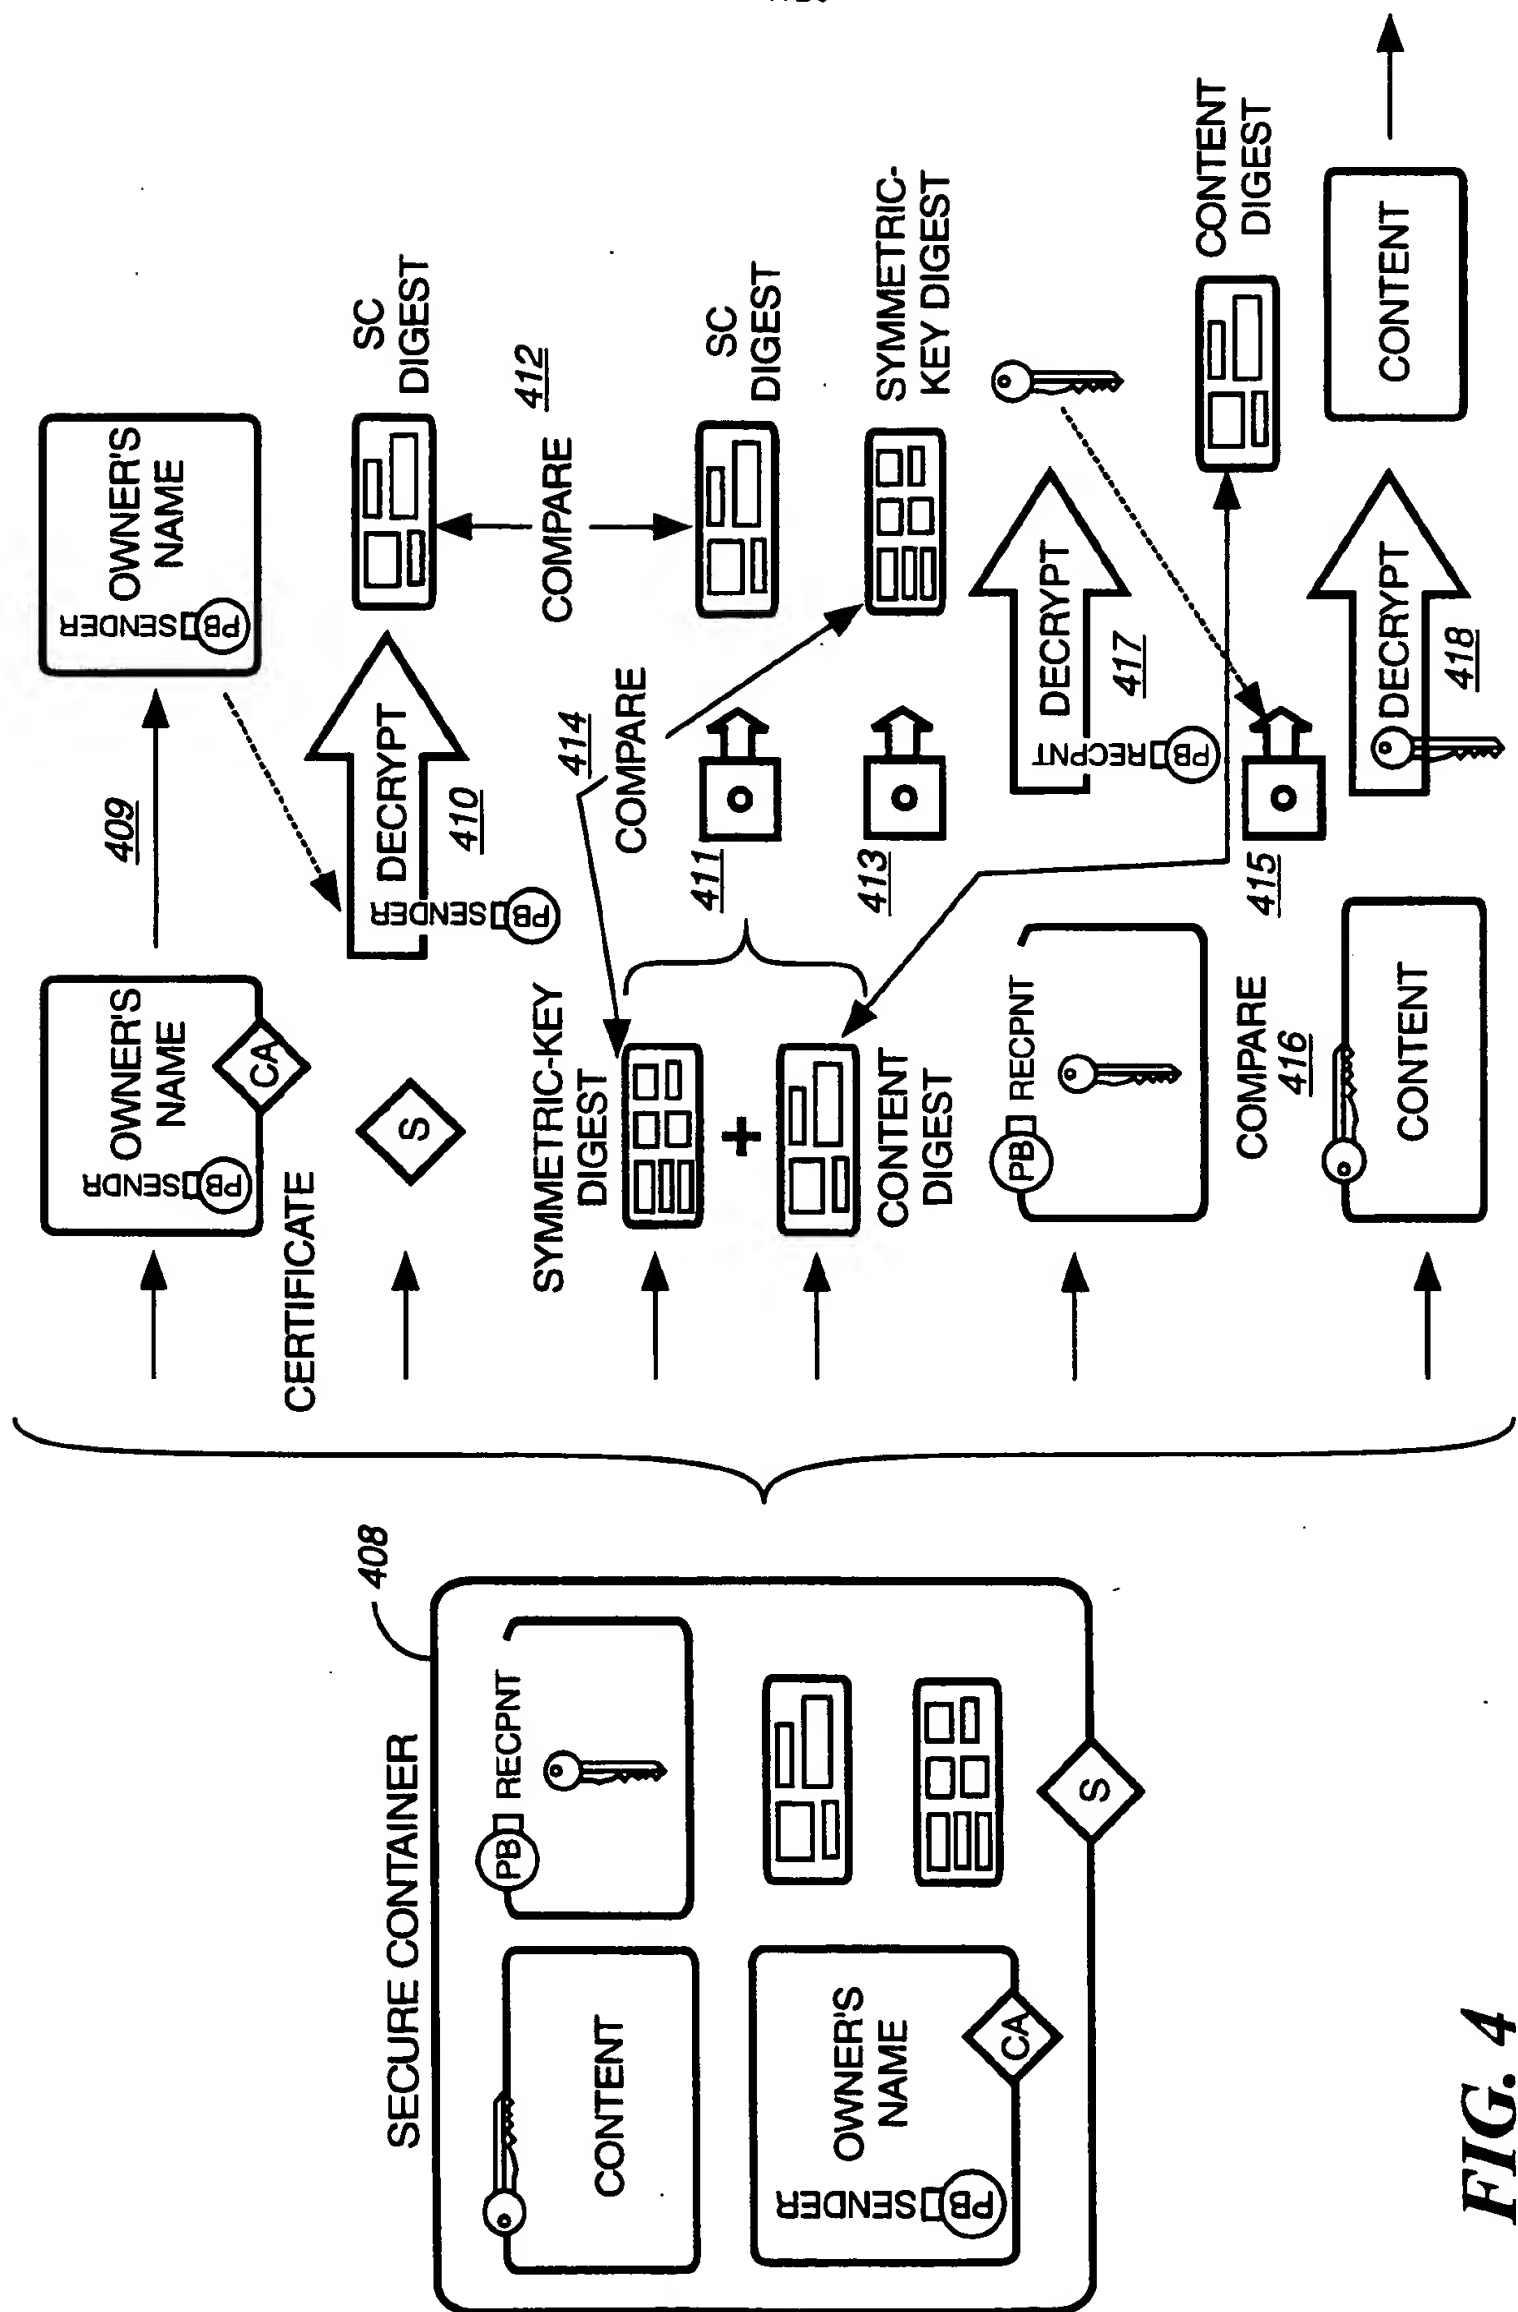 SECURE CONTAINER
408
CONTENT
PB
RECPNT
SENDER
PB
OWNER'S
NAME
CA
S
SENDR
PB
OWNER'S
NAME
CA
CERTIFICATE
409
SENDER
PB
OWNER'S
NAME
S
SENDER
PB
DECRYPT
410
SC
DIGEST
COMPARE
412
SYMMETRIC-KEY
DIGEST
+
CONTENT
DIGEST
414
COMPARE
411
SC
DIGEST
413
SYMMETRIC-
KEY DIGEST
PB
RECPNT
RECPNT
PB
DECRYPT
417
COMPARE
416
415
CONTENT
DIGEST
CONTENT
DECRYPT
418
CONTENT
FIG. 4